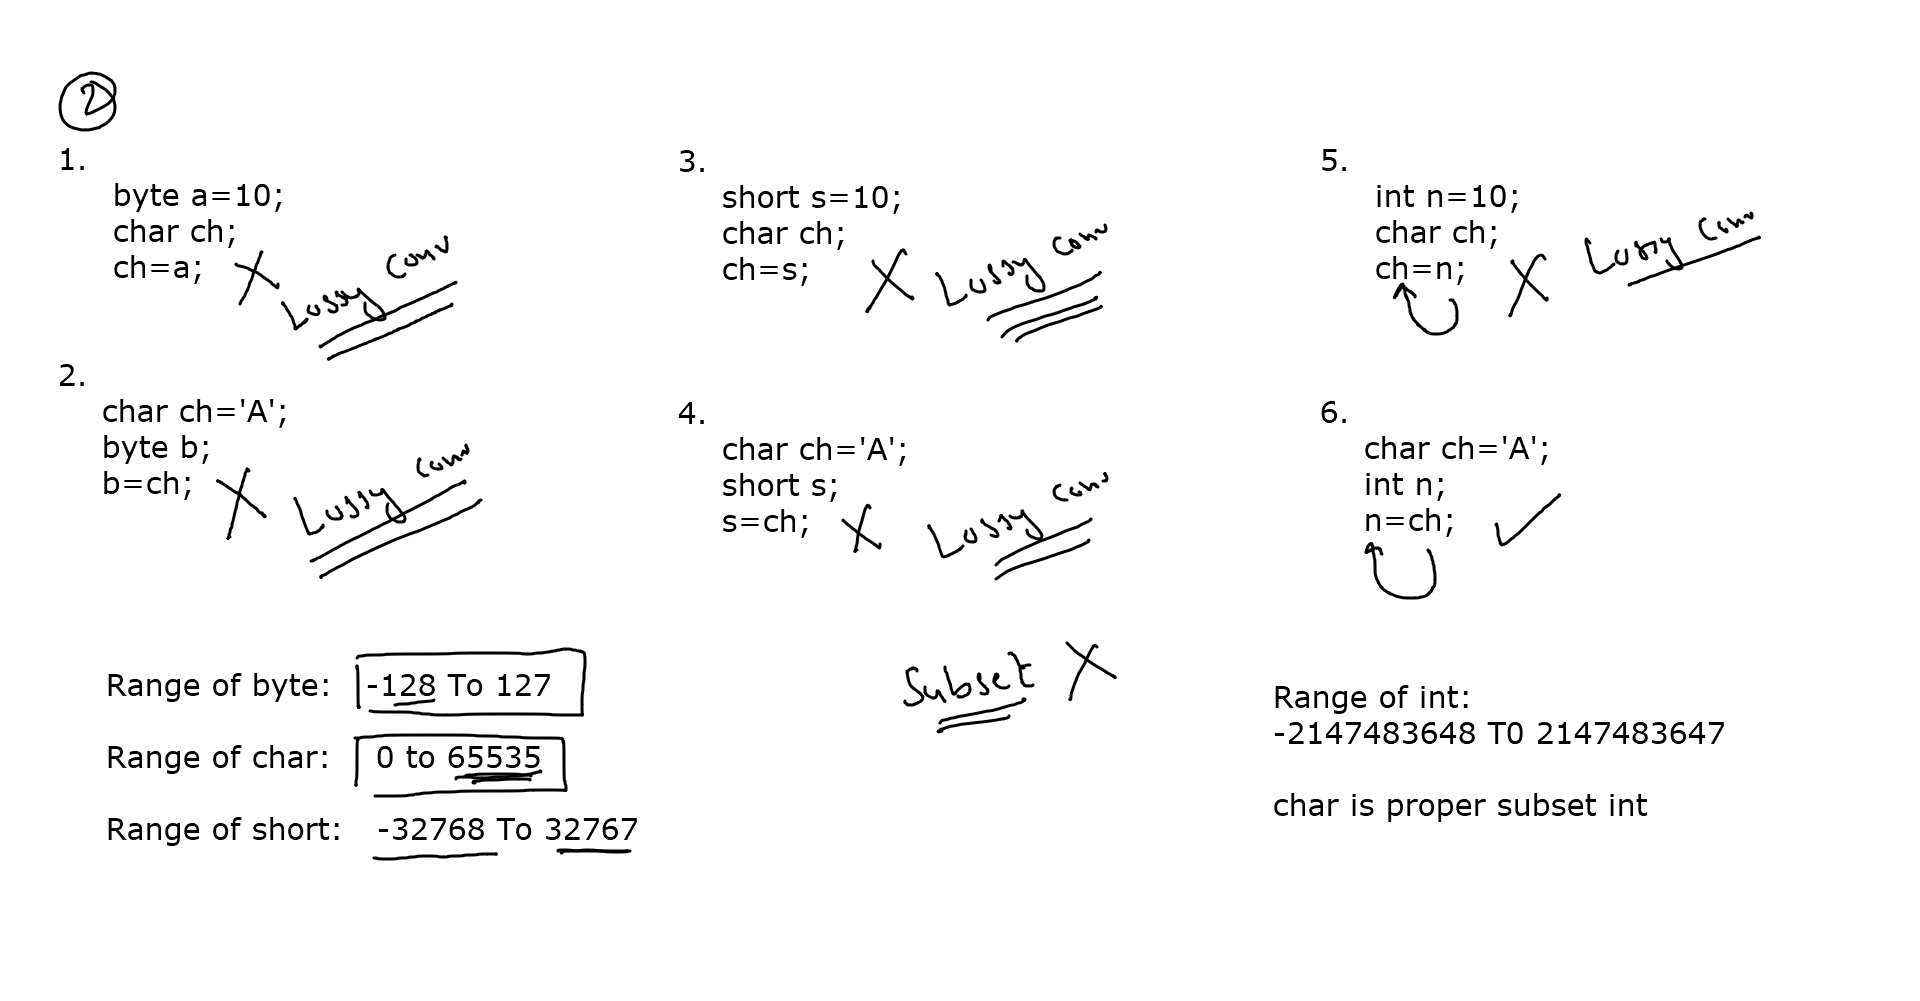 2
1.
byte a=10;
char ch;
ch=a; X Lossy Conv
2.
char ch='A';
byte b;
b=ch; X Lossy Conv
Range of byte: -128 To 127
Range of char: 0 to 65535
Range of short: -32768 To 32767
3.
short s=10;
char ch;
ch=s; X Lossy Conv
4.
char ch='A';
short s;
s=ch; X Lossy Conv
Subset X
5.
int n=10;
char ch;
ch=n; X Lossy Conv
6.
char ch='A';
int n;
n=ch; ✓
Range of int:
-2147483648 T0 2147483647
char is proper subset int